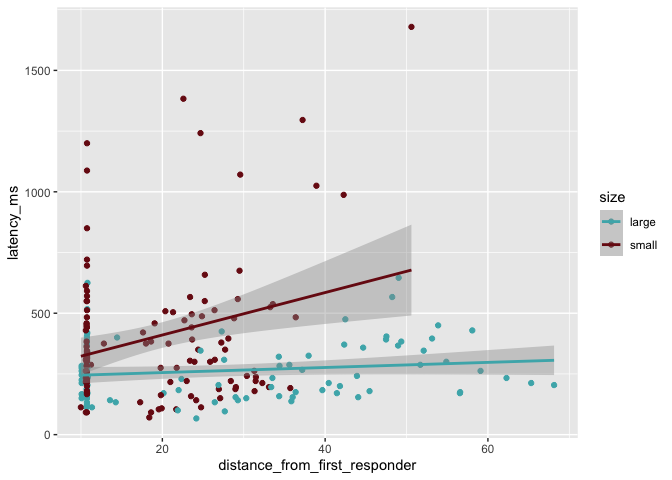 latency_ms
1500
1000
500
0
20
40
60
distance_from_first_responder
size
large
small